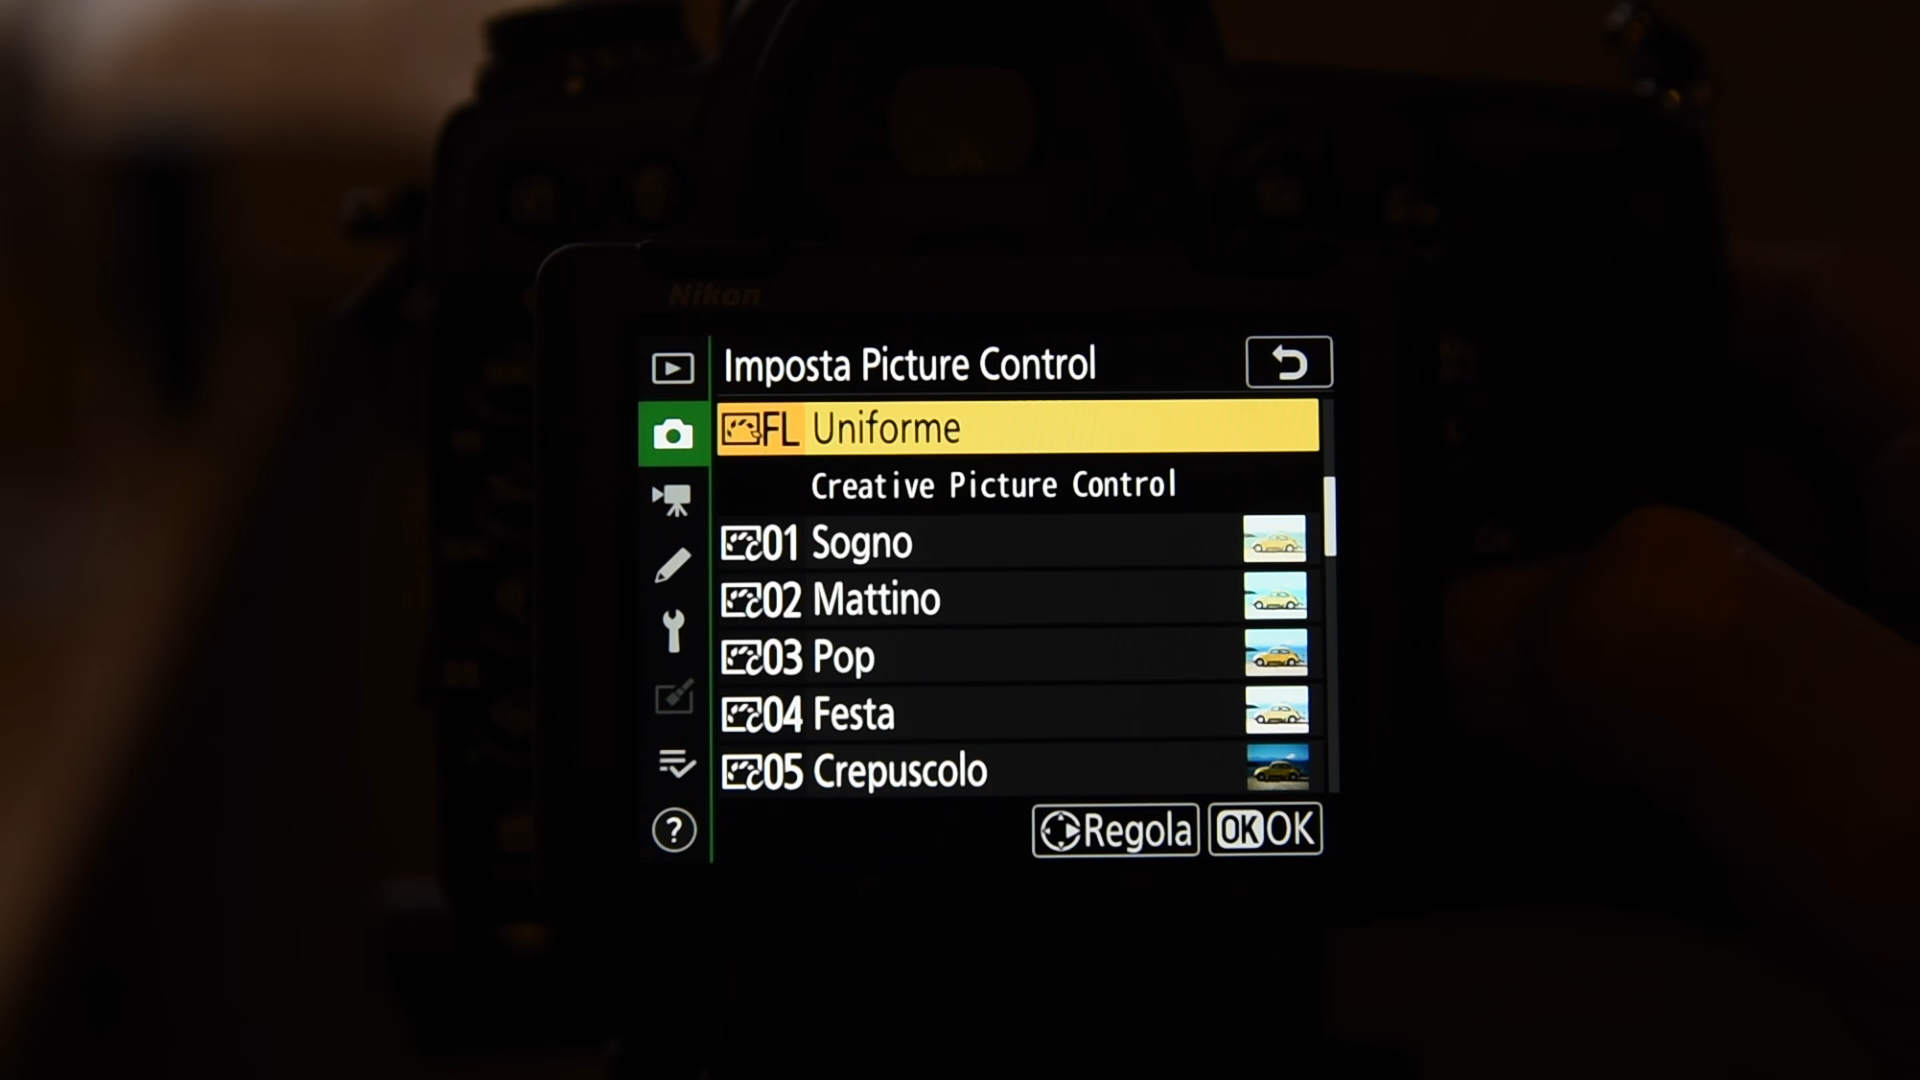 Nikon
Imposta Picture Control
FL Uniforme
Creative Picture Control
01 Sogno
02 Mattino
03 Pop
04 Festa
05 Crepuscolo
? Regola OK OK